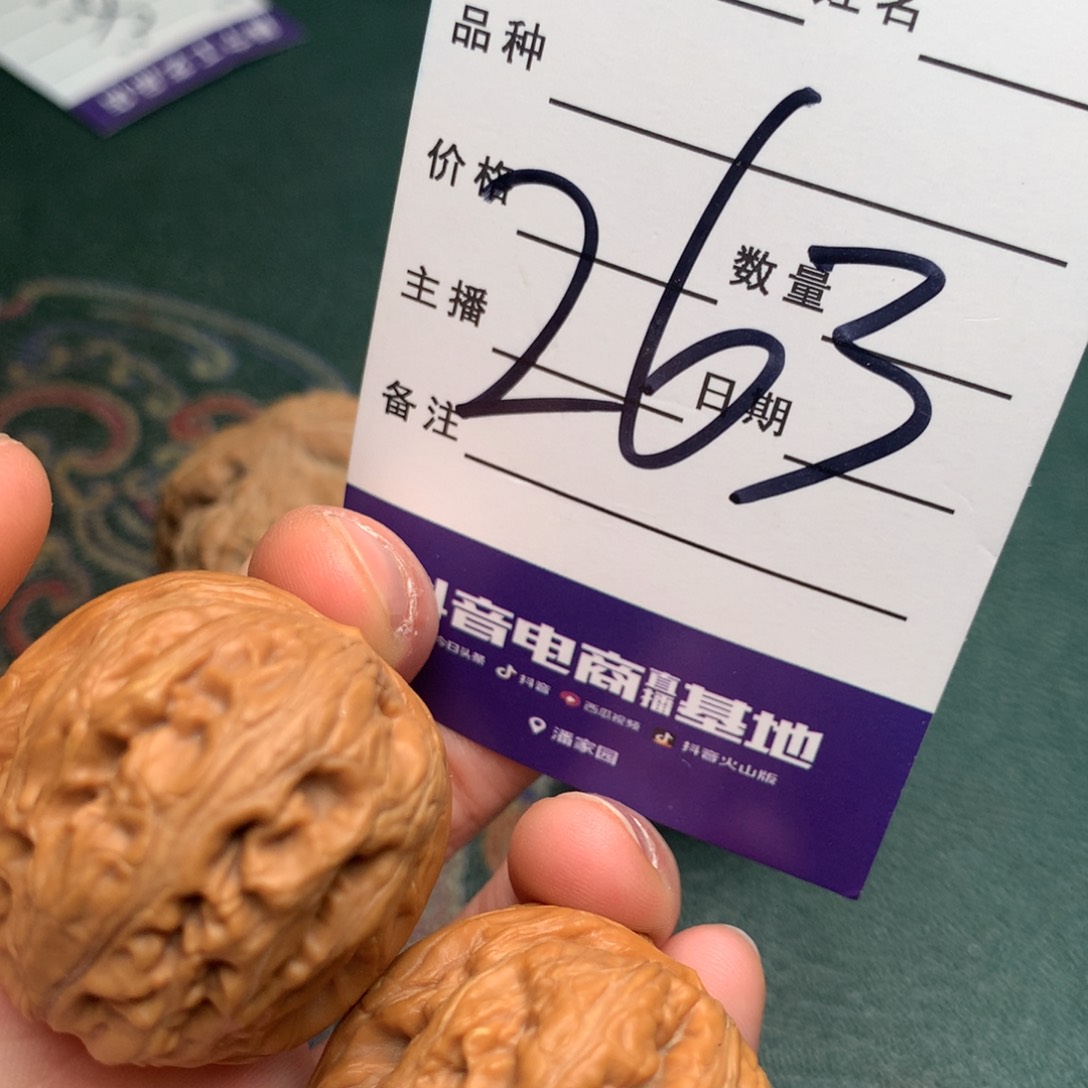 姓名
品种
价格
数量
主播
日期
备注
263
抖音电商直播基地
今日头条 抖音 西瓜视频 抖音火山版
潘家园